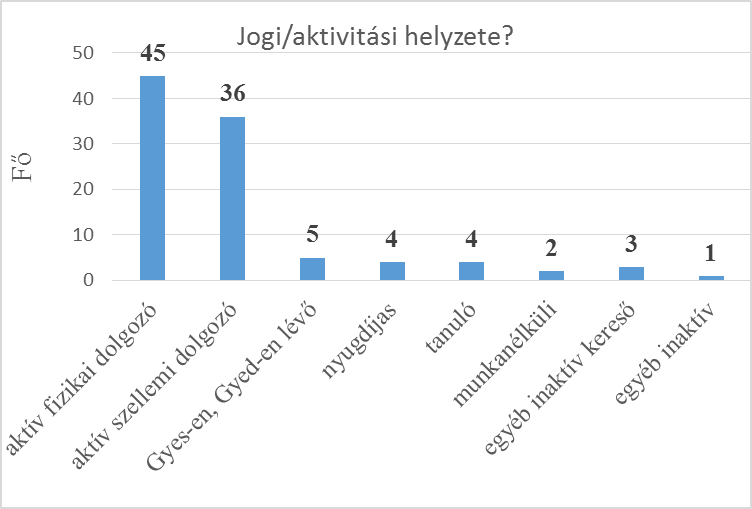 Jogi/aktivitási helyzete?
Fő
50
40
30
20
10
0
45
36
5
4
4
2
3
1
aktív fizikai dolgozó
aktív szellemi dolgozó
Gyes-en, Gyed-en lévő
nyugdíjas
tanuló
munkanélküli
egyéb inaktív kereső
egyéb inaktív